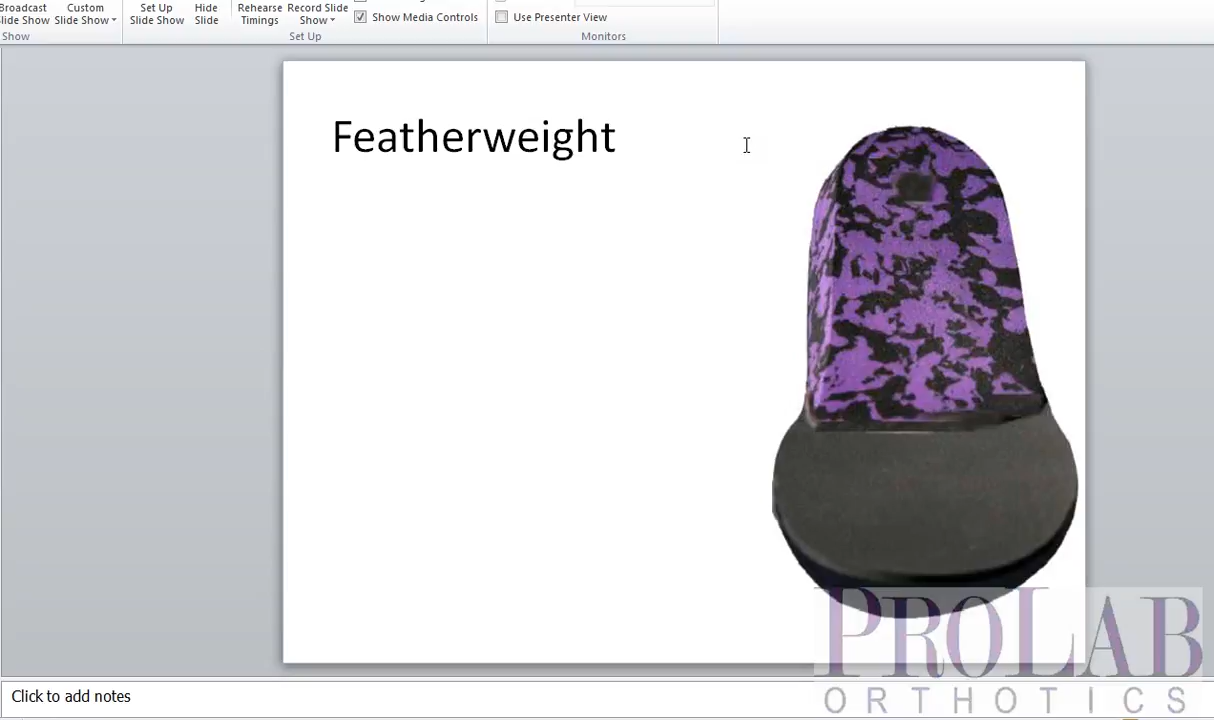 Broadcast
Slide Show
Custom
Slide Show
Set Up
Slide Show
Hide
Slide
Rehearse
Timings
Record Slide
Show
Show Media Controls
Use Presenter View
Show
Set Up
Monitors
Featherweight
PROLAB
ORTHOTICS
Click to add notes